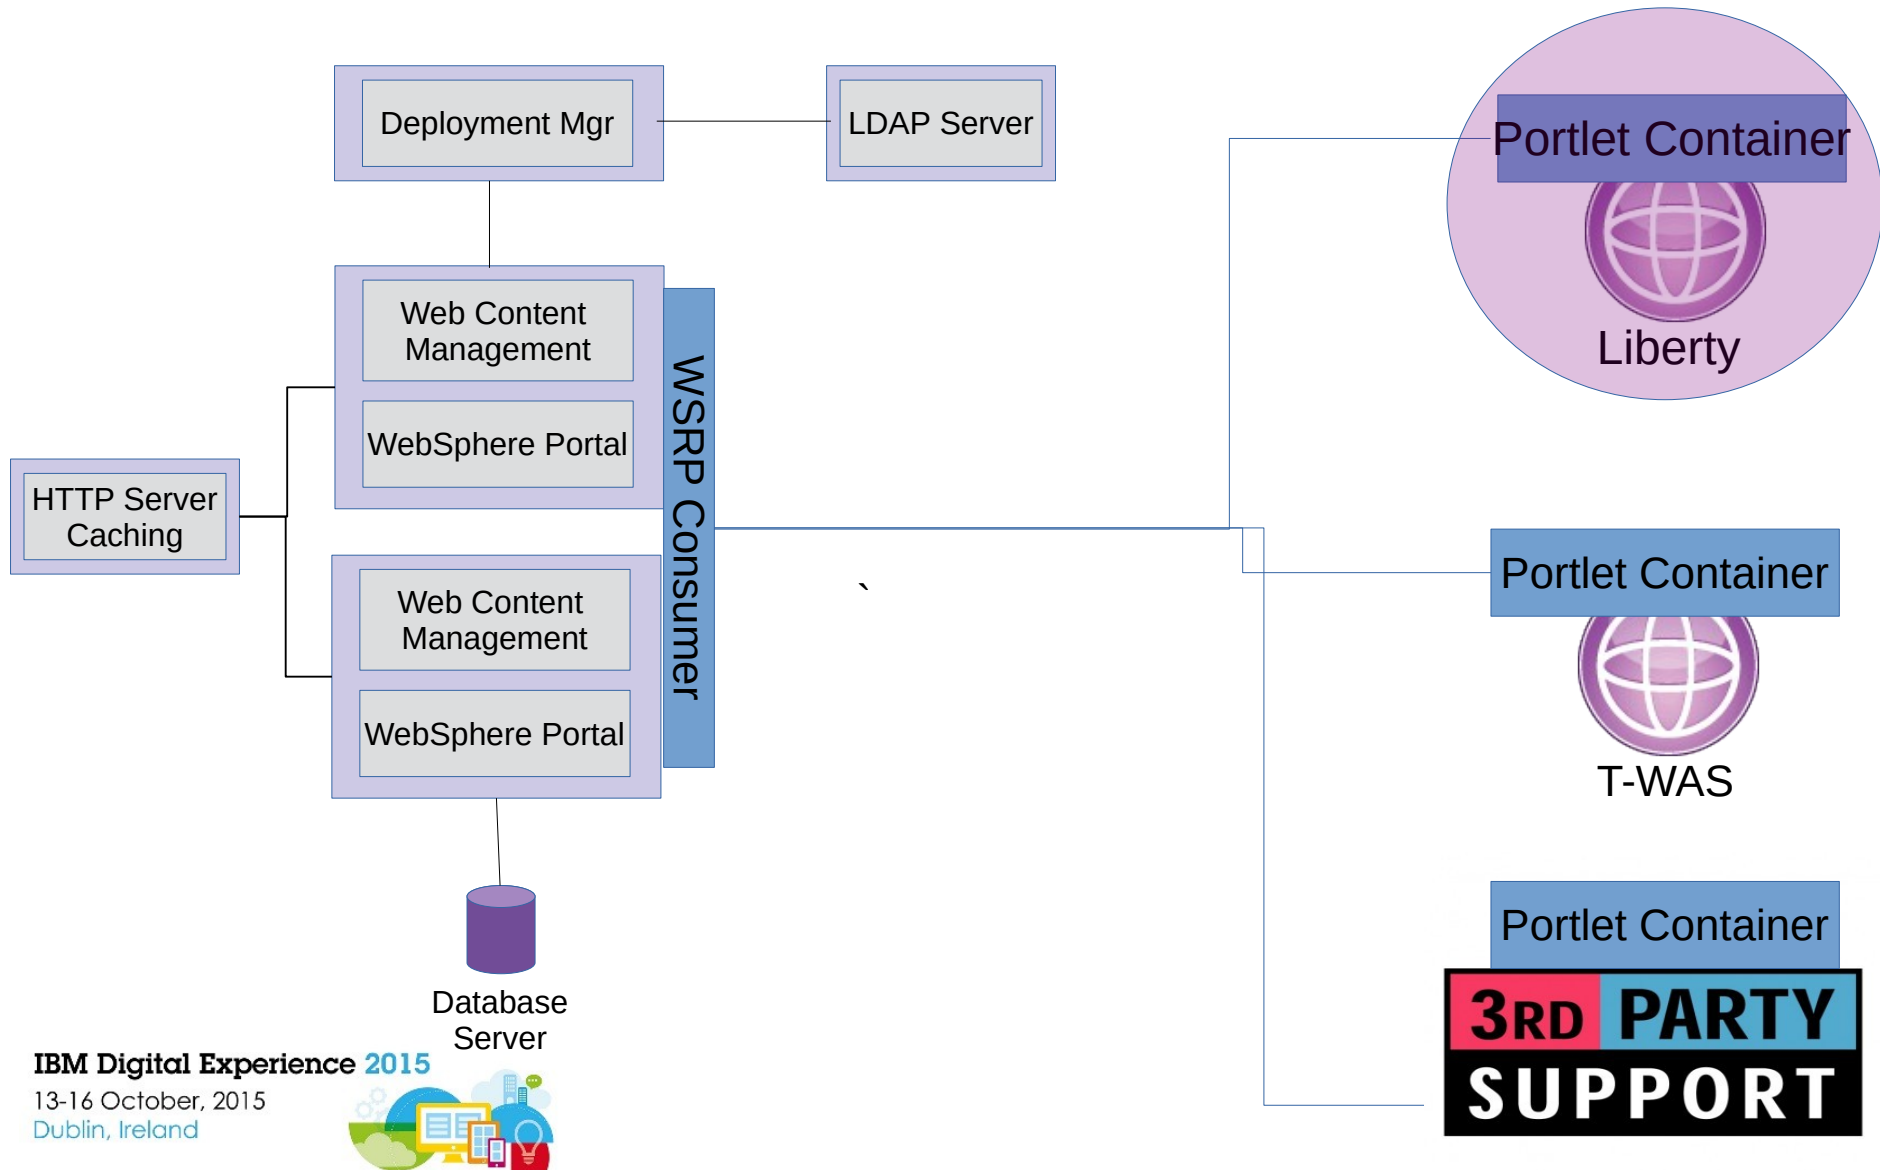 Deployment Mgr
LDAP Server
Portlet Container
Liberty
Web Content
Management
WebSphere Portal
WSRP Consumer
HTTP Server
Caching
Web Content
Management
WebSphere Portal
`
Portlet Container
T-WAS
Portlet Container
3RD PARTY
SUPPORT
Database
Server
IBM Digital Experience 2015
13-16 October, 2015
Dublin, Ireland